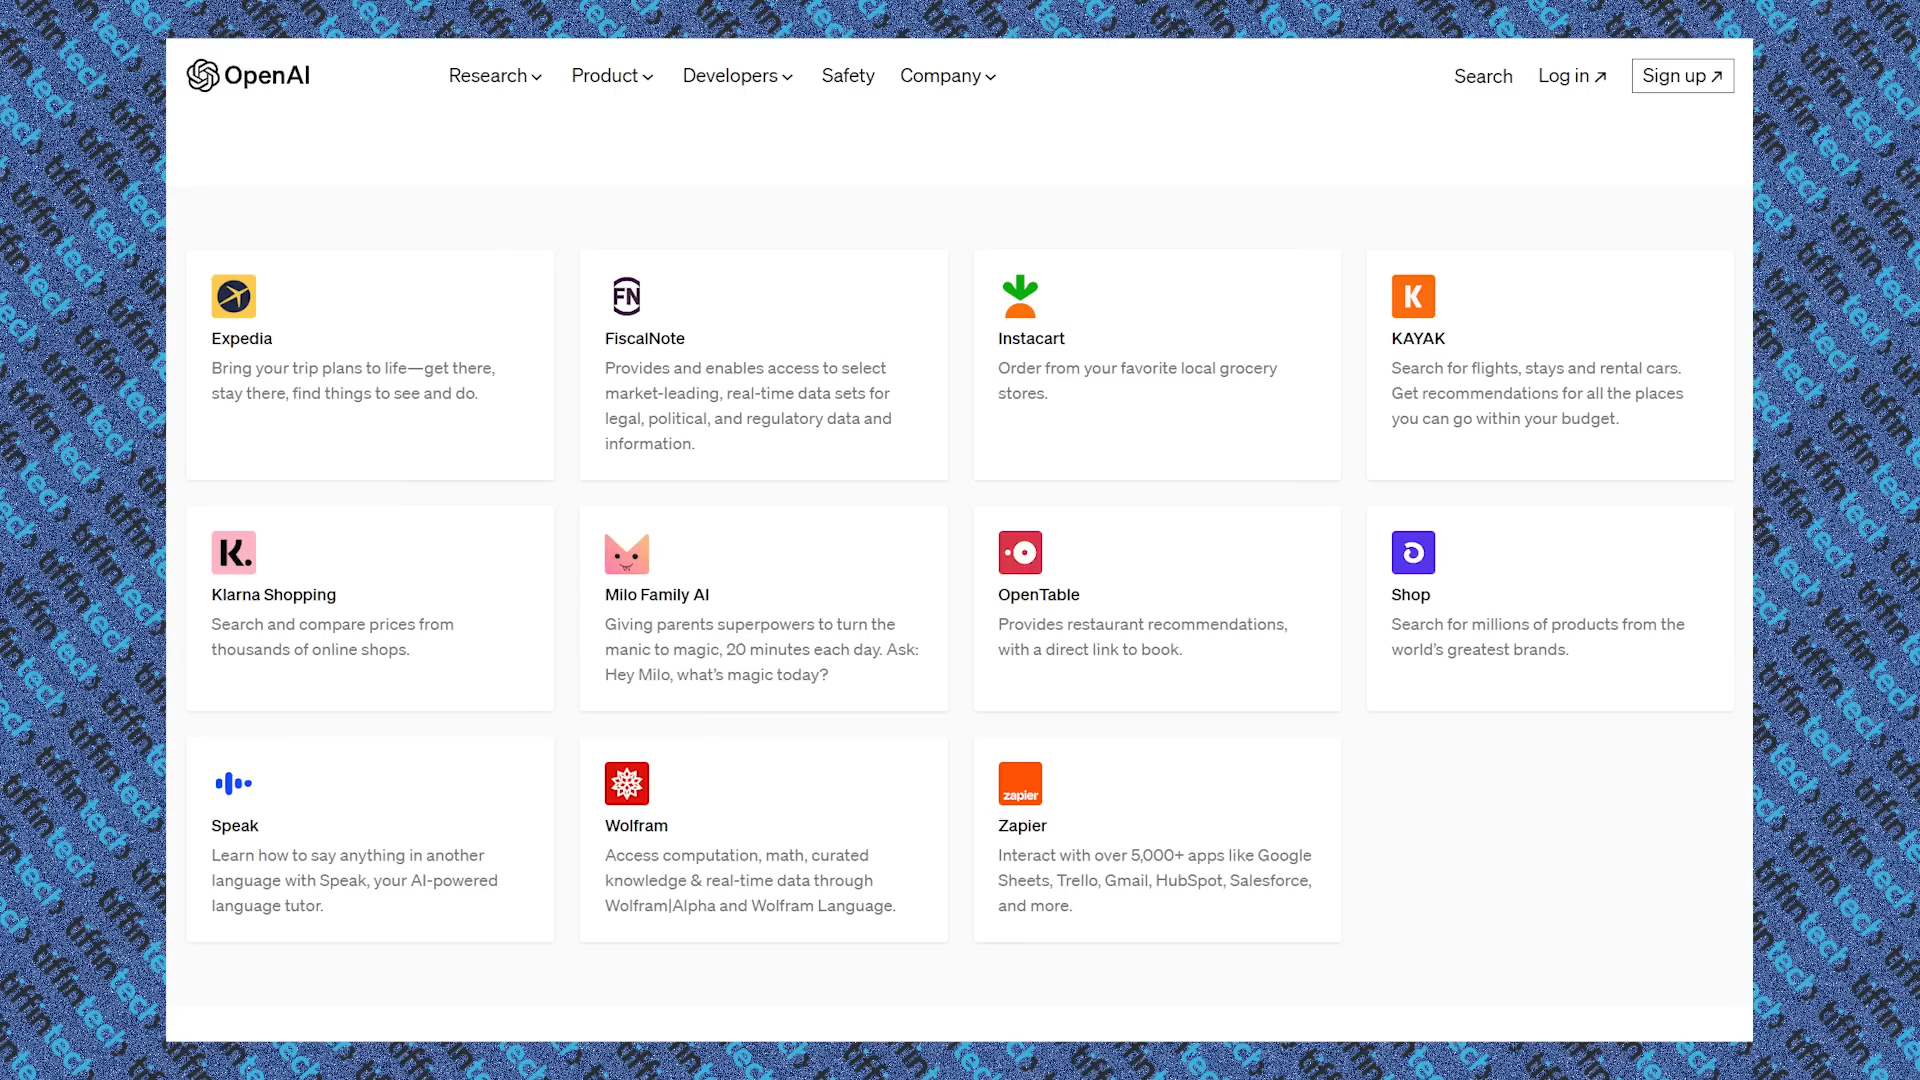 OpenAI
Research
Product
Developers
Safety
Company
Search
Log in ↗
Sign up ↗
Expedia
Bring your trip plans to life—get there,
stay there, find things to see and do.
FN
FiscalNote
Provides and enables access to select
market-leading, real-time data sets for
legal, political, and regulatory data and
information.
Instacart
Order from your favorite local grocery
stores.
K
KAYAK
Search for flights, stays and rental cars.
Get recommendations for all the places
you can go within your budget.
K.
Klarna Shopping
Search and compare prices from
thousands of online shops.
Milo Family AI
Giving parents superpowers to turn the
manic to magic, 20 minutes each day. Ask:
Hey Milo, what’s magic today?
OpenTable
Provides restaurant recommendations,
with a direct link to book.
Shop
Search for millions of products from the
world’s greatest brands.
Speak
Learn how to say anything in another
language with Speak, your AI-powered
language tutor.
Wolfram
Access computation, math, curated
knowledge & real-time data through
Wolfram|Alpha and Wolfram Language.
zapier
Zapier
Interact with over 5,000+ apps like Google
Sheets, Trello, Gmail, HubSpot, Salesforce,
and more.
tiffintech